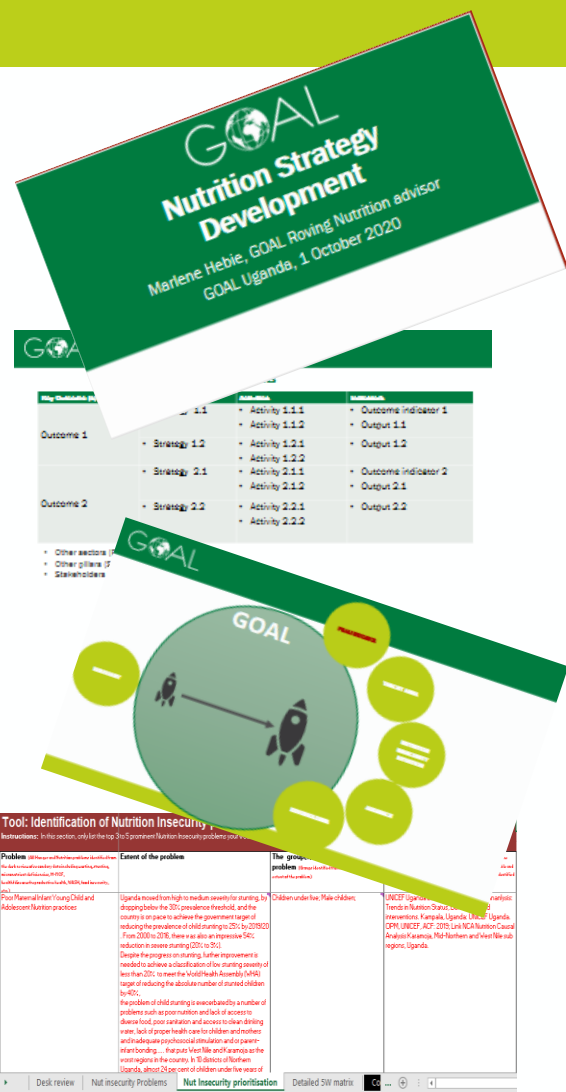 GOAL
Nutrition Strategy
Development
Marlene Hebie, GOAL Roving Nutrition advisor
GOAL Uganda, 1 October 2020
GOA
1.1
• Activity 1.1.1
• Outcome indicator 1
• Activity 1.1.2
• Output 1.1
Outcome 1
• Strategy 1.2
• Activity 1.2.1
• Output 1.2
• Activity 1.2.2
• Strategy 2.1
• Activity 2.1.1
• Outcome indicator 2
• Activity 2.1.2
• Output 2.1
Outcome 2
• Strategy 2.2
• Activity 2.2.1
• Output 2.2
• Activity 2.2.2
• Other sectors
• Other pillars
• Stakeholders
GOAL
GOAL
Tool: Identification of Nutrition Insecurity
Instructions: In this section, only list the top 3 to 5 prominent Nutrition Insecurity problems
Problem
Extent of the problem
The
problem
Poor Maternal Infant Young Child and
Adolescent Nutrition practices
Uganda moved from high to medium severity for stunting, by
dropping below the 30% prevalence threshold, and the
country is on pace to achieve the government target of
reducing the prevalence of child stunting to 25% by 2019/20
. From 2000 to 2016, there was also an impressive 54%
reduction in severe stunting (20% to 9%).
Despite the progress on stunting, further improvement is
needed to achieve a classification of low stunting severity of
less than 20% to meet the World Health Assembly (WHA)
target of reducing the absolute number of stunted children
by 40%.
the problem of child stunting is exacerbated by a number of
problems such as poor nutrition and lack of access to
diverse food, poor sanitation and access to clean drinking
water, lack of proper health care for children and mothers
and inadequate psychosocial stimulation and or parent-
infant bonding.... that puts West Nile and Karamoja as the
worst regions in the country. In 10 districts of Northern
Uganda, almost 24 per cent of children under five years of
Children under five; Male children;
UNICEF Uganda
Trends in Nutrition Status,
interventions. Kampala, Uganda: UNICEF Uganda.
OPM, UNICEF, ACF: 2019; Link NCA Nutrition Causal
Analysis Karamoja, Mid-Northern and West Nile sub
regions, Uganda.
Desk review
Nut insecurity Problems
Nut Insecurity prioritisation
Detailed 5W matrix
Co ...